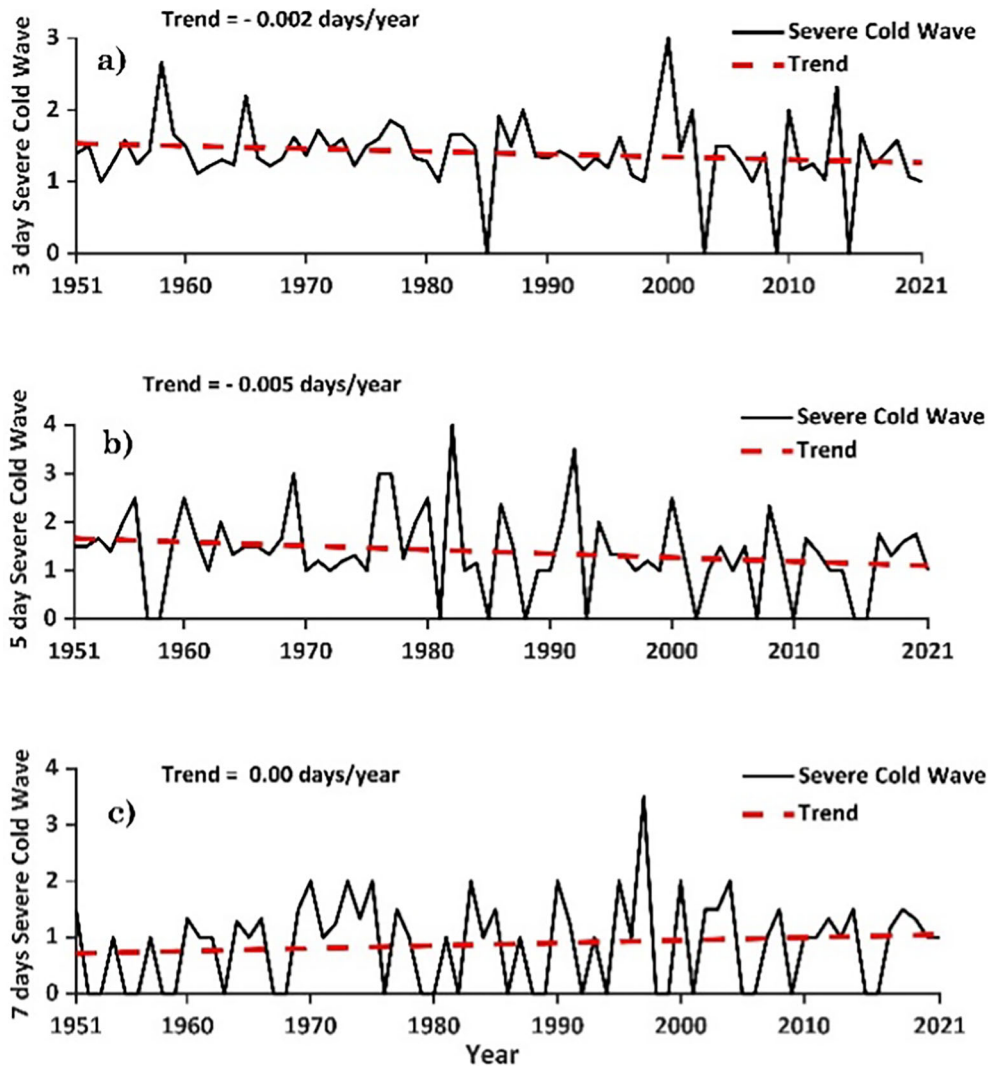 Trend = - 0.002 days/year
a)
Severe Cold Wave
Trend
3 day Severe Cold Wave
3
2
1
0
1951 1960 1970 1980 1990 2000 2010 2021
Trend = - 0.005 days/year
b)
Severe Cold Wave
Trend
5 day Severe Cold Wave
4
3
2
1
0
1951 1960 1970 1980 1990 2000 2010 2021
Trend = 0.00 days/year
c)
Severe Cold Wave
Trend
7 days Severe Cold Wave
4
3
2
1
0
1951 1960 1970 1980 1990 2000 2010 2021
Year